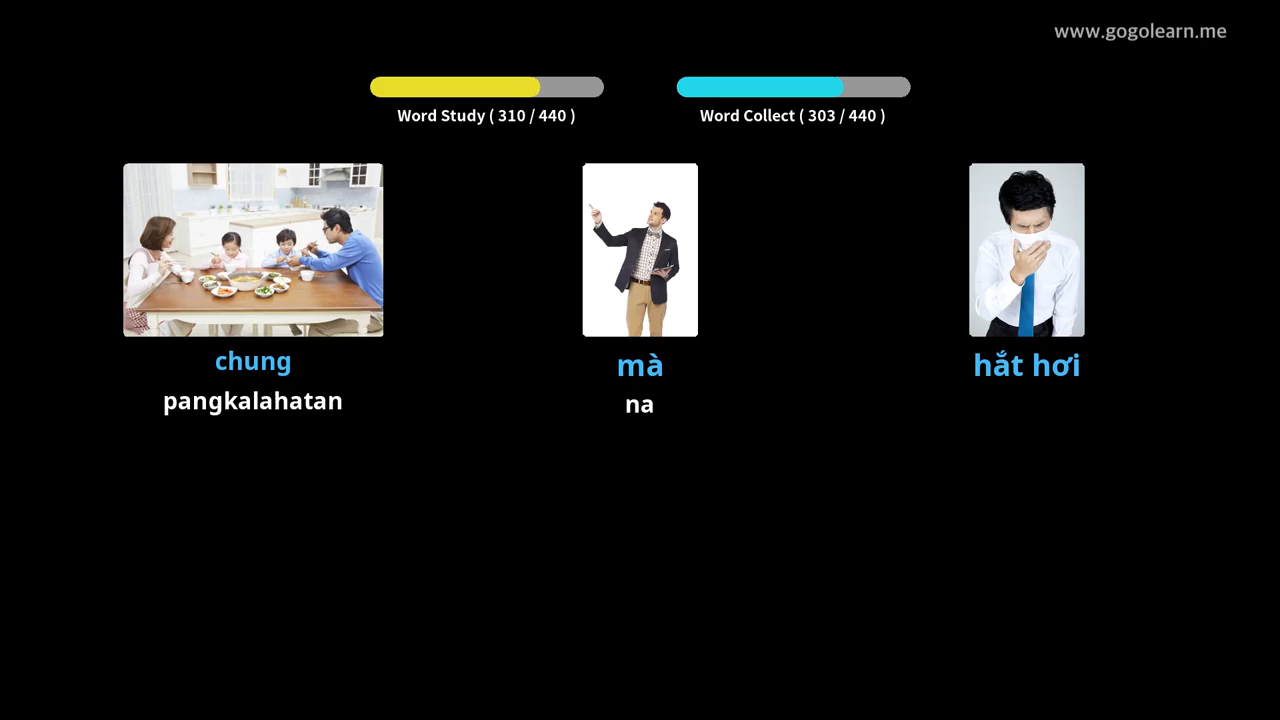 www.gogolearn.me
Word Study ( 310 / 440 )
Word Collect ( 303 / 440 )
chung
mà
hắt hơi
pangkalahatan
na